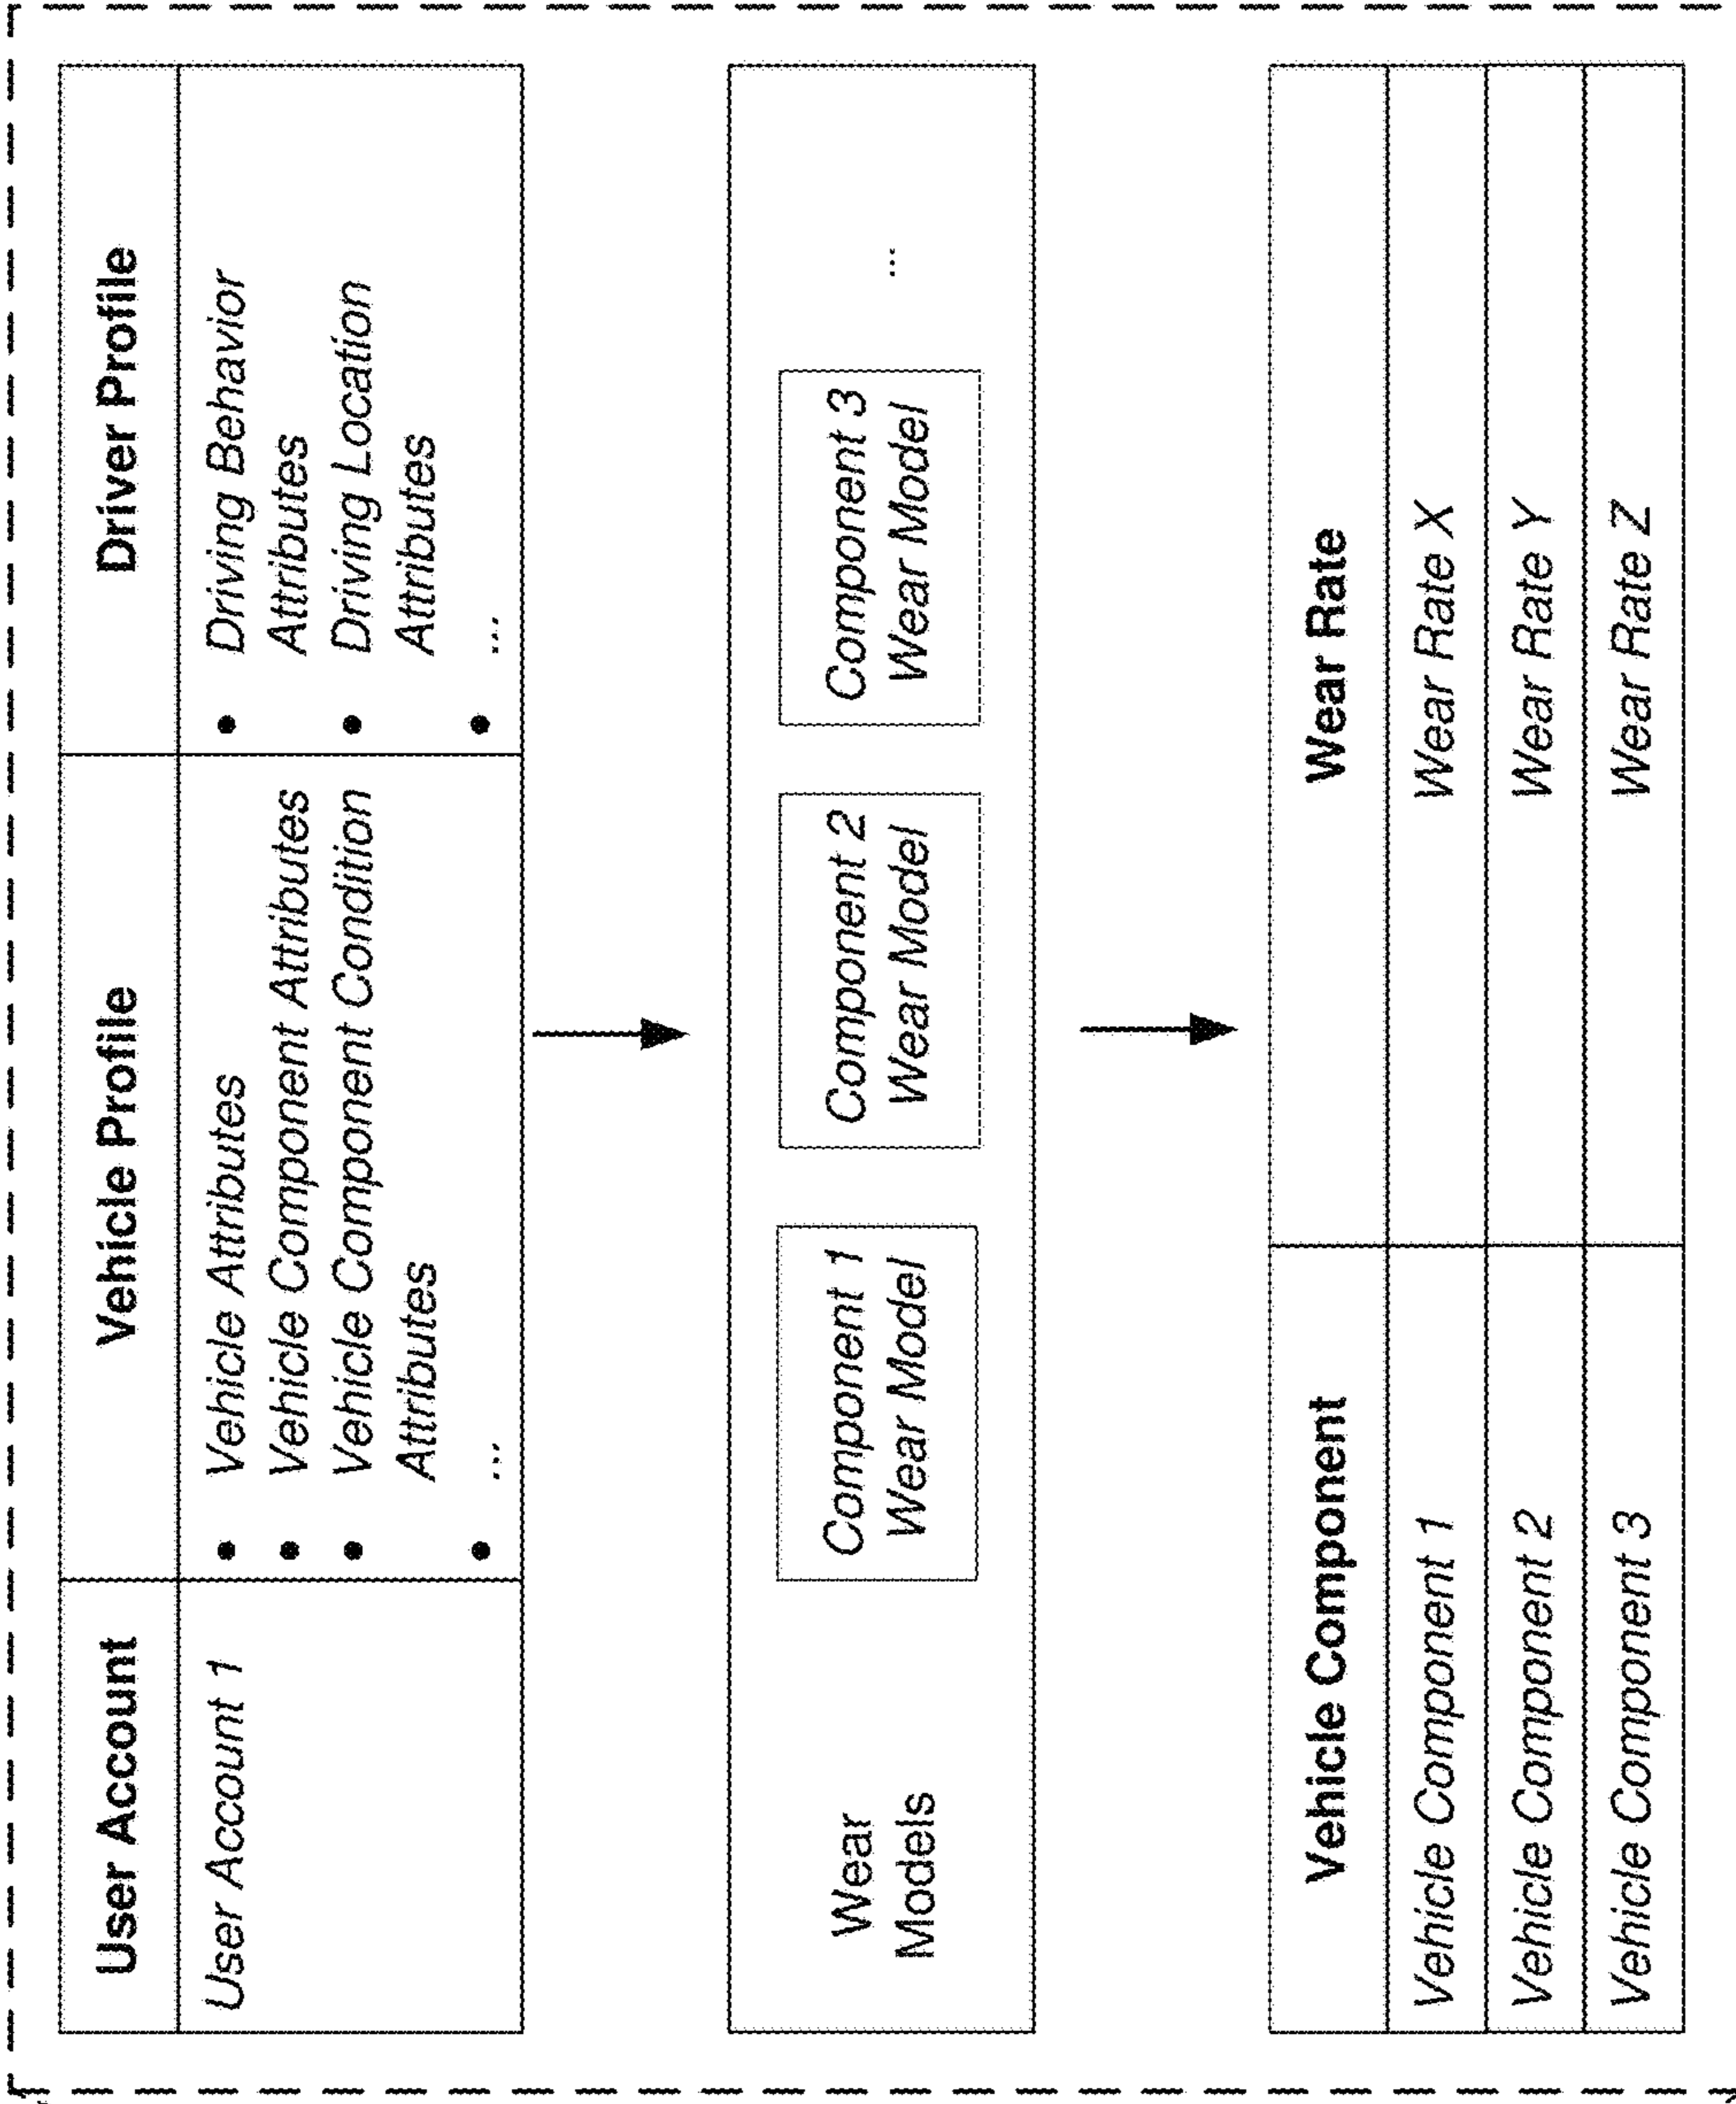 User Account
Vehicle Profile
Driver Profile
User Account 1
• Vehicle Attributes
• Vehicle Component Attributes
• Vehicle Component Condition
Attributes
• ...
• Driving Behavior
Attributes
• Driving Location
Attributes
• ...
Wear
Models
Component 1
Wear Model
Component 2
Wear Model
Component 3
Wear Model
...
Vehicle Component
Wear Rate
Vehicle Component 1
Wear Rate X
Vehicle Component 2
Wear Rate Y
Vehicle Component 3
Wear Rate Z